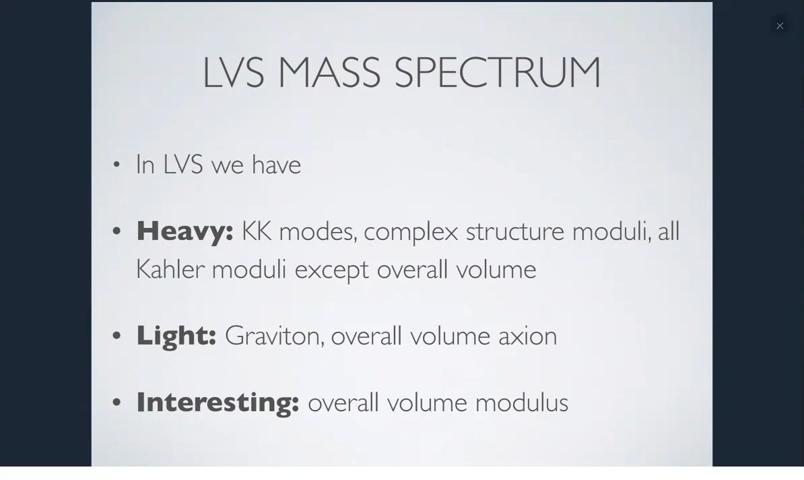 LVS MASS SPECTRUM
• In LVS we have
• Heavy: KK modes, complex structure moduli, all
Kahler moduli except overall volume
• Light: Graviton, overall volume axion
• Interesting: overall volume modulus